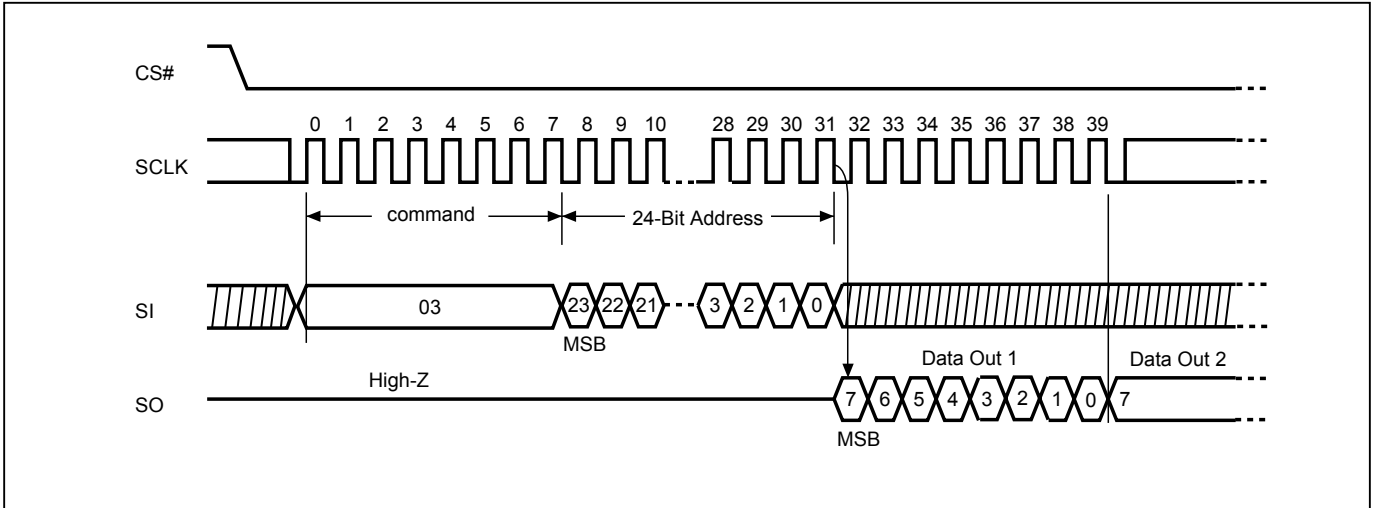 CS#
0 1 2 3 4 5 6 7 8 9 10 28 29 30 31 32 33 34 35 36 37 38 39
SCLK
command 24-Bit Address
SI 03 23 22 21 3 2 1 0
MSB
High-Z Data Out 1 Data Out 2
SO 7 6 5 4 3 2 1 0 7
MSB